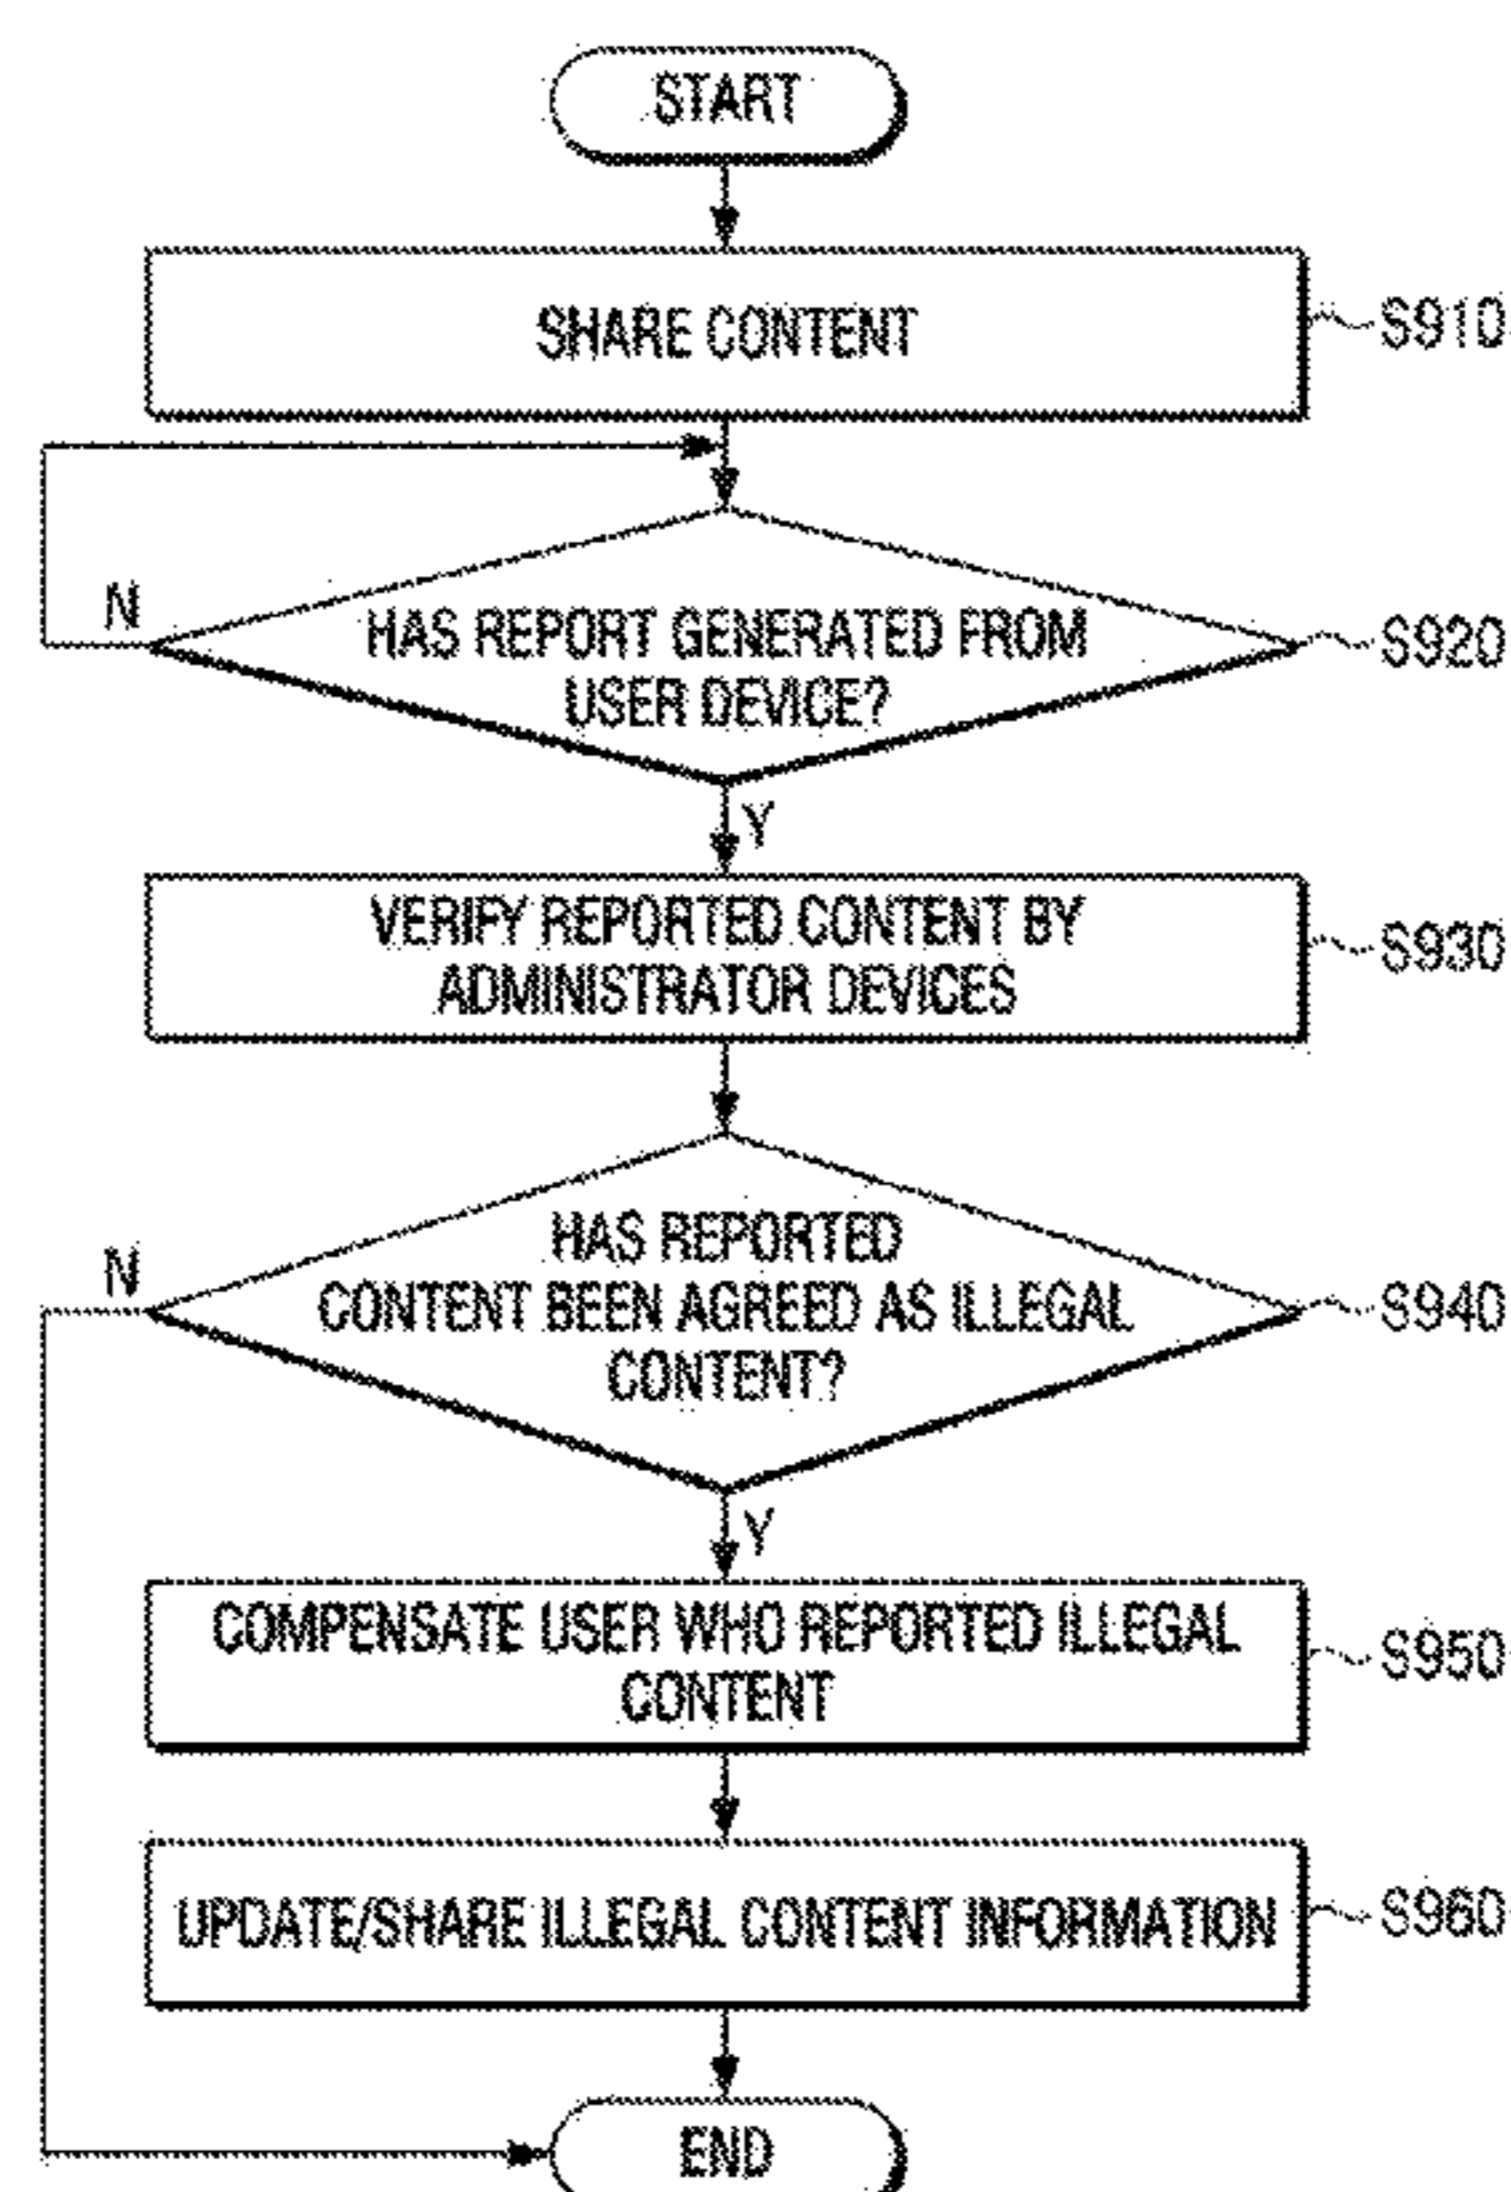 START
SHARE CONTENT
S910
N
HAS REPORT GENERATED FROM
USER DEVICE?
S920
Y
VERIFY REPORTED CONTENT BY
ADMINISTRATOR DEVICES
S930
N
HAS REPORTED
CONTENT BEEN AGREED AS ILLEGAL
CONTENT?
S940
Y
COMPENSATE USER WHO REPORTED ILLEGAL
CONTENT
S950
UPDATE/SHARE ILLEGAL CONTENT INFORMATION
S960
END